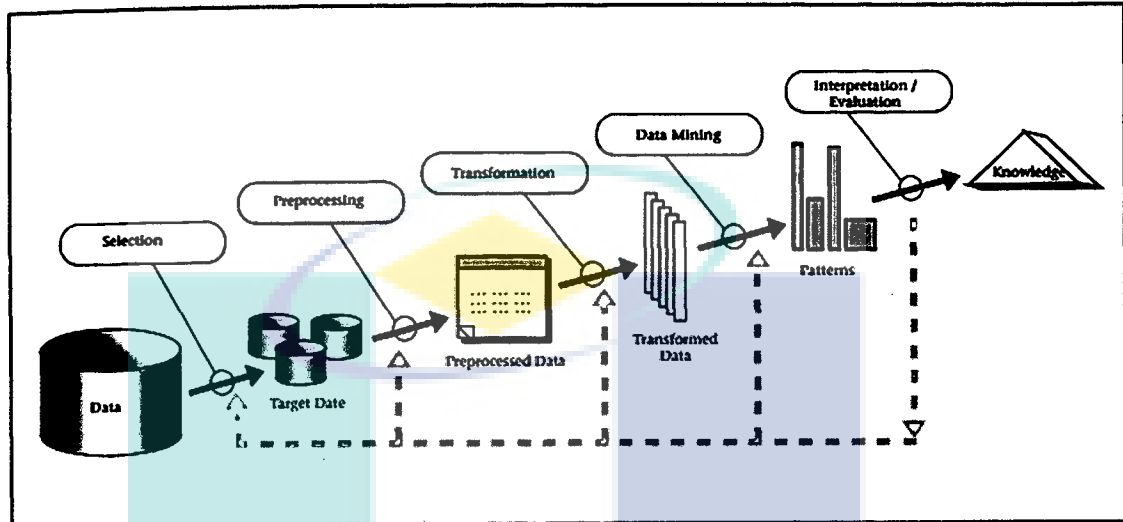 Interpretation /
Evaluation
Data Mining
Knowledge
Transformation
Preprocessing
Selection
Patterns
Transformed
Data
Preprocessed Data
Target Date
Data